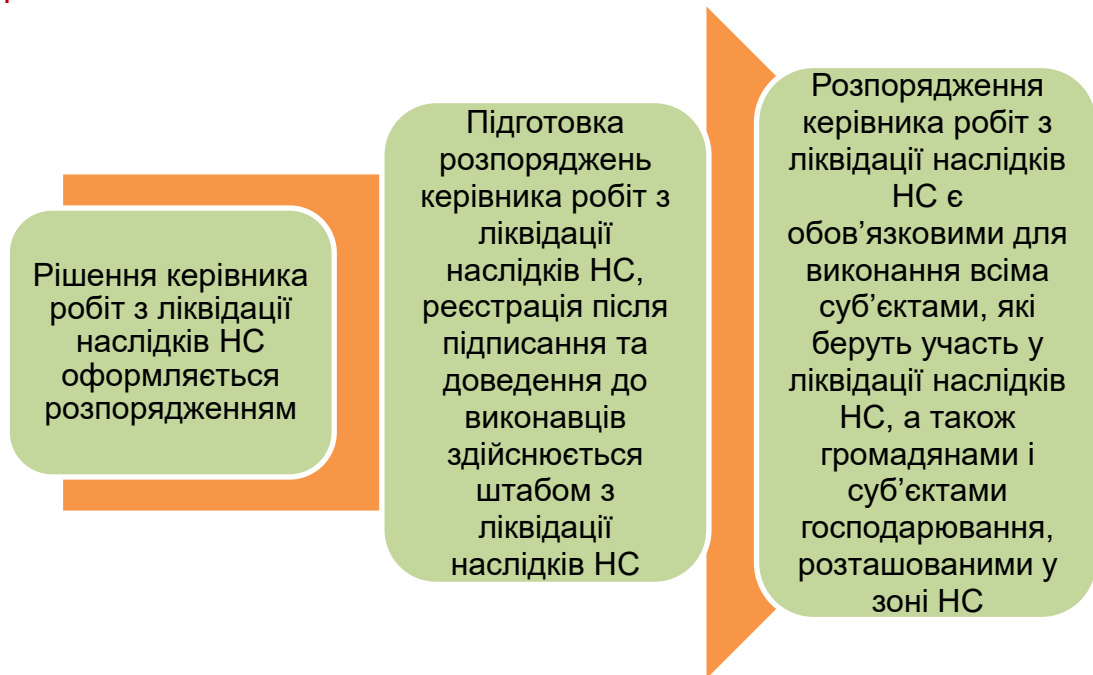 Рішення керівника
робіт з ліквідації
наслідків НС
оформляється
розпорядженням
Підготовка
розпоряджень
керівника робіт з
ліквідації
наслідків НС,
реєстрація після
підписання та
доведення до
виконавців
здійснюється
штабом з
ліквідації
наслідків НС
Розпорядження
керівника робіт з
ліквідації наслідків
НС є
обов’язковими для
виконання всіма
суб’єктами, які
беруть участь у
ліквідації наслідків
НС, а також
громадянами і
суб’єктами
господарювання,
розташованими у
зоні НС